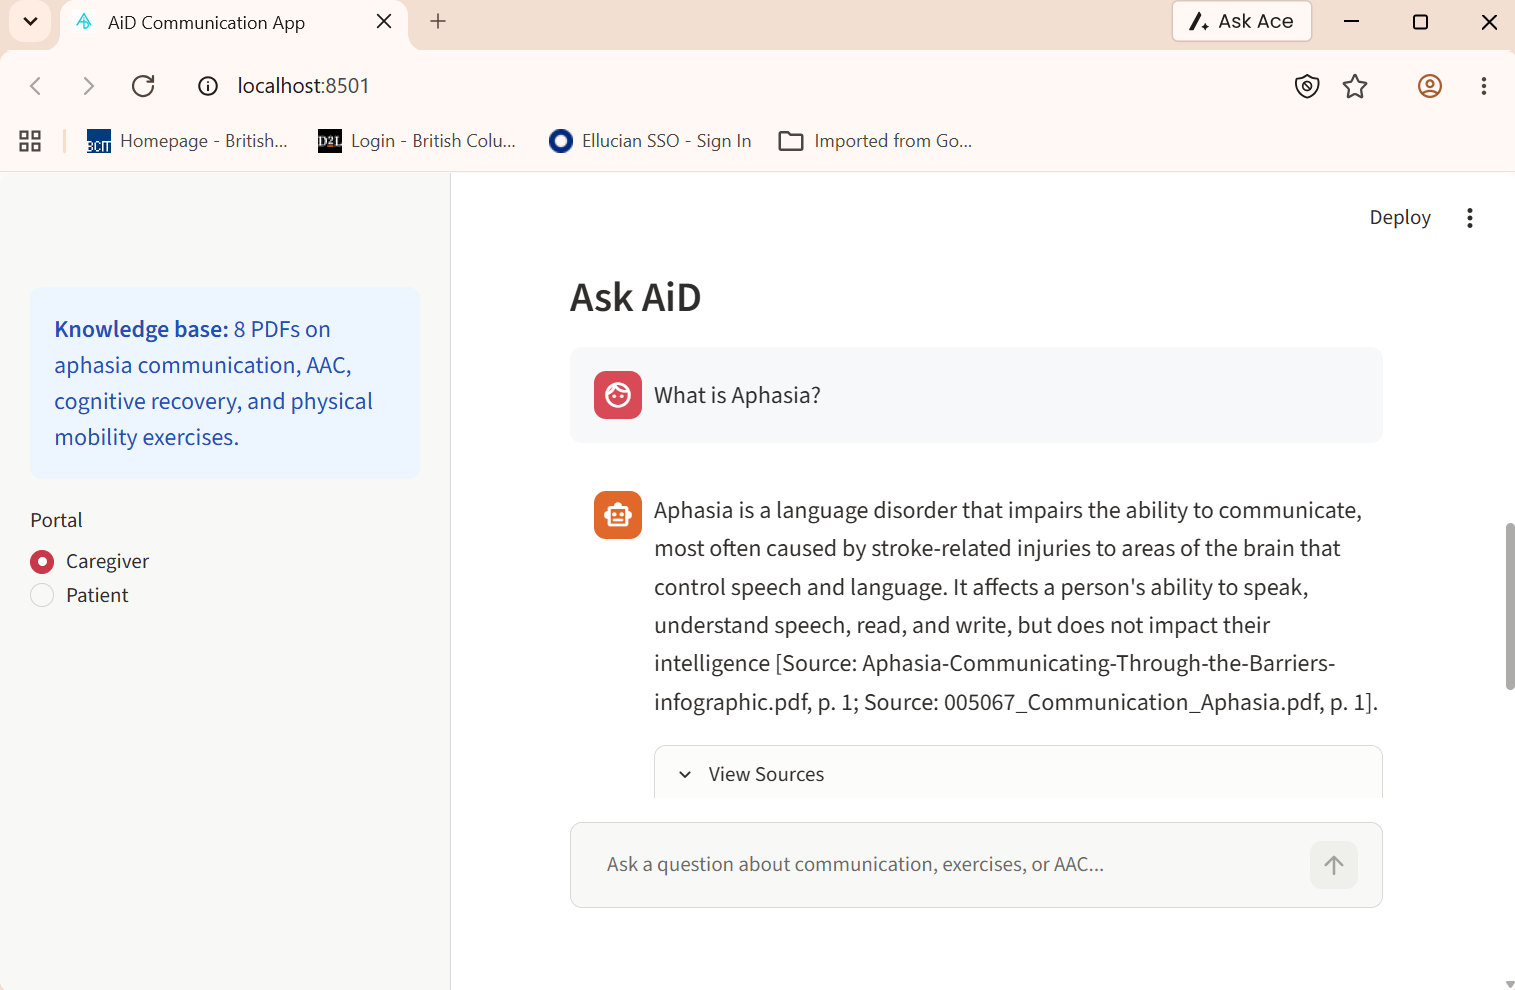 AiD Communication App
Ask Ace
localhost:8501
Homepage - British...
Login - British Colu...
Ellucian SSO - Sign In
Imported from Go...
Deploy
Knowledge base: 8 PDFs on
aphasia communication, AAC,
cognitive recovery, and physical
mobility exercises.
Portal
Caregiver
Patient
Ask AiD
What is Aphasia?
Aphasia is a language disorder that impairs the ability to communicate,
most often caused by stroke-related injuries to areas of the brain that
control speech and language. It affects a person's ability to speak,
understand speech, read, and write, but does not impact their
intelligence [Source: Aphasia-Communicating-Through-the-Barriers-
infographic.pdf, p. 1; Source: 005067_Communication_Aphasia.pdf, p. 1].
View Sources
Ask a question about communication, exercises, or AAC...
BCIT
D2L